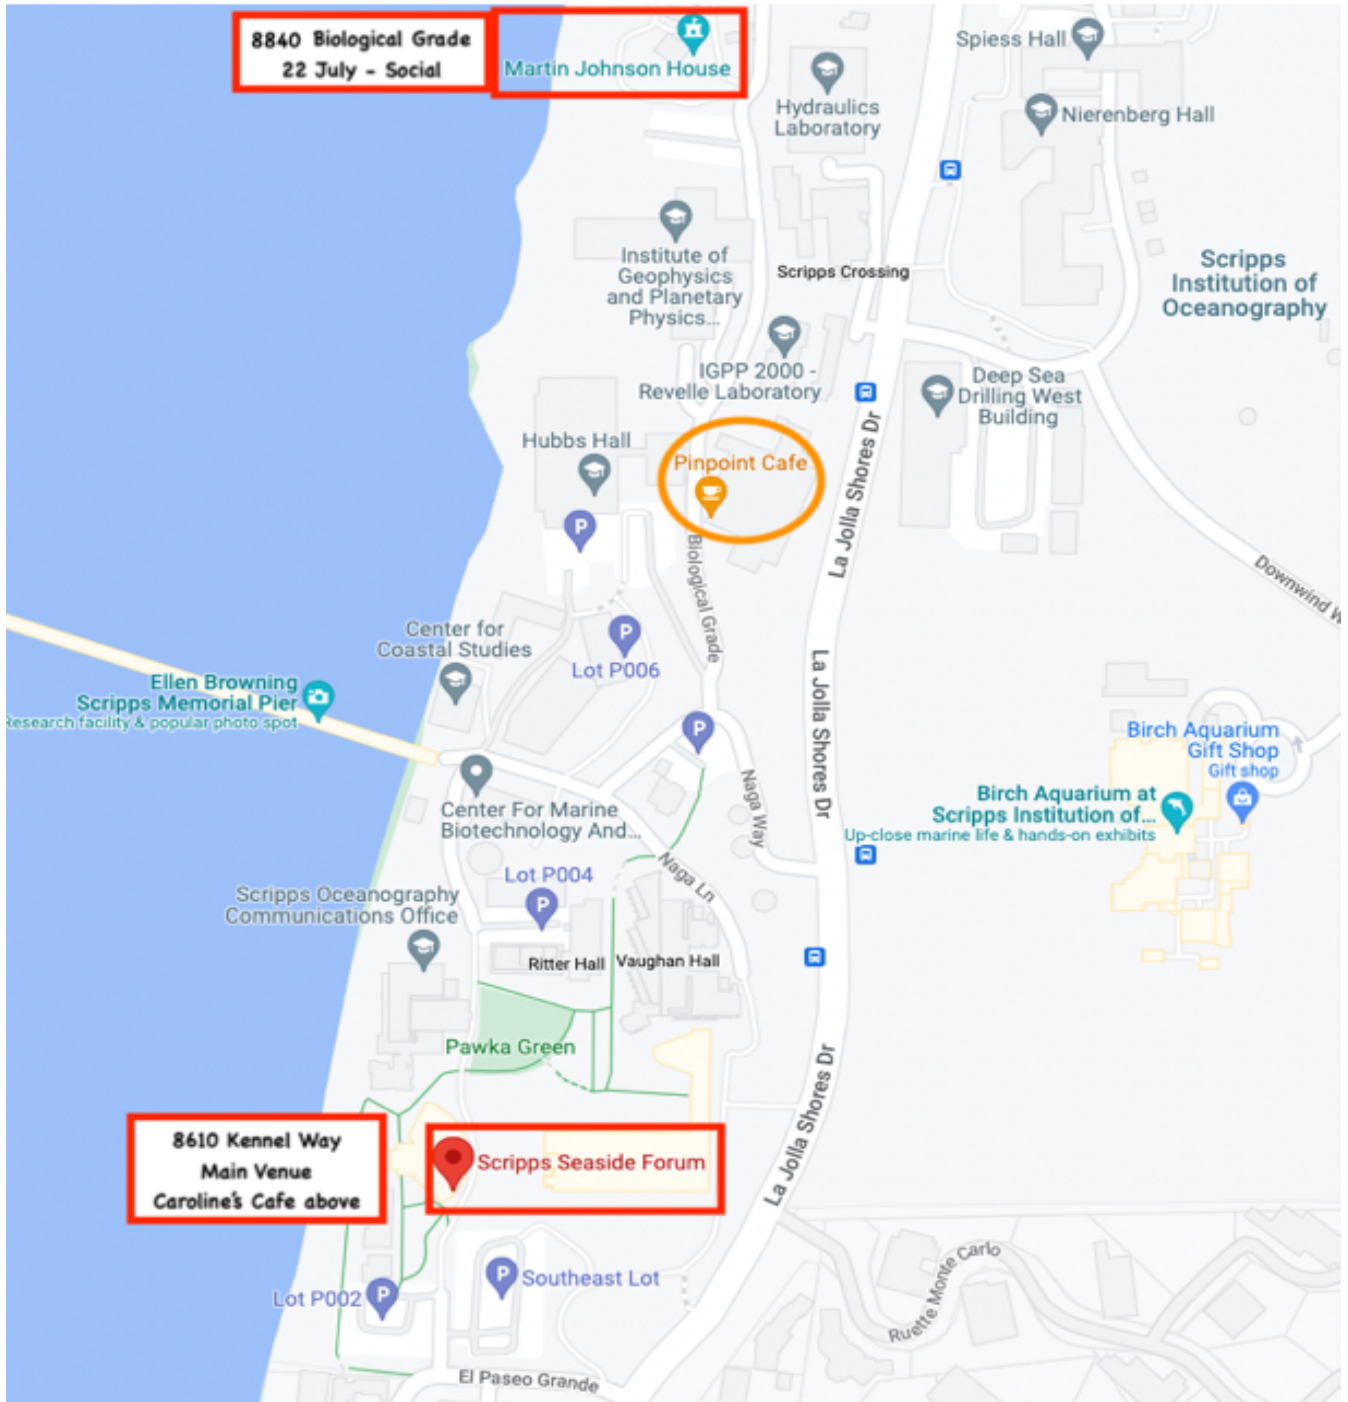 8840 Biological Grade
22 July - Social
Martin Johnson House
Spiess Hall
Hydraulics
Laboratory
Nierenberg Hall
Institute of
Geophysics
and Planetary
Physics...
Scripps Crossing
Scripps
Institution of
Oceanography
IGPP 2000 -
Revelle Laboratory
Deep Sea
Drilling West
Building
Hubbs Hall
Pinpoint Cafe
La Jolla Shores Dr
P
Biological Grade
Downwind W
Center for
Coastal Studies
P
Lot P006
La Jolla Shores Dr
Ellen Browning
Scripps Memorial Pier
Research facility & popular photo spot
P
Birch Aquarium
Gift Shop
Gift shop
Naga Way
Center For Marine
Biotechnology And...
Birch Aquarium at
Scripps Institution of...
Up-close marine life & hands-on exhibits
Naga Ln
Lot P004
P
Scripps Oceanography
Communications Office
Ritter Hall
Vaughan Hall
Pawka Green
La Jolla Shores Dr
8610 Kennel Way
Main Venue
Caroline's Cafe above
Scripps Seaside Forum
Ruette Monte Carlo
P
Southeast Lot
Lot P002
P
El Paseo Grande